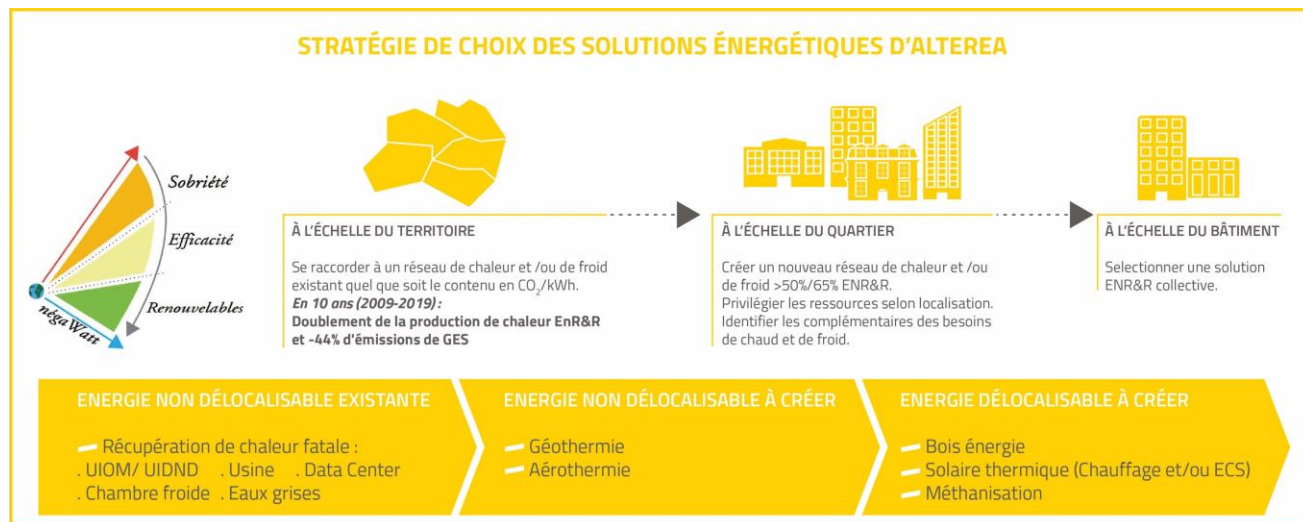 STRATÉGIE DE CHOIX DES SOLUTIONS ÉNERGÉTIQUES D'ALTEREA
Sobriété
Efficacité
Renouvelables
négaWatt
À L'ÉCHELLE DU TERRITOIRE
Se raccorder à un réseau de chaleur et /ou de froid
existant quel que soit le contenu en CO₂/kWh.
En 10 ans (2009-2019) :
Doublement de la production de chaleur EnR&R
et -44% d'émissions de GES
À L'ÉCHELLE DU QUARTIER
Créer un nouveau réseau de chaleur et /ou
de froid >50%/65% ENR&R.
Privilégier les ressources selon localisation.
Identifier les complémentaires des besoins
de chaud et de froid.
À L'ÉCHELLE DU BÂTIMENT
Selectionner une solution
ENR&R collective.
ENERGIE NON DÉLOCALISABLE EXISTANTE
Récupération de chaleur fatale :
. UIOM/ UIDND . Usine . Data Center
. Chambre froide . Eaux grises
ENERGIE NON DÉLOCALISABLE À CRÉER
Géothermie
Aérothermie
ENERGIE DÉLOCALISABLE À CRÉER
Bois énergie
Solaire thermique (Chauffage et/ou ECS)
Méthanisation